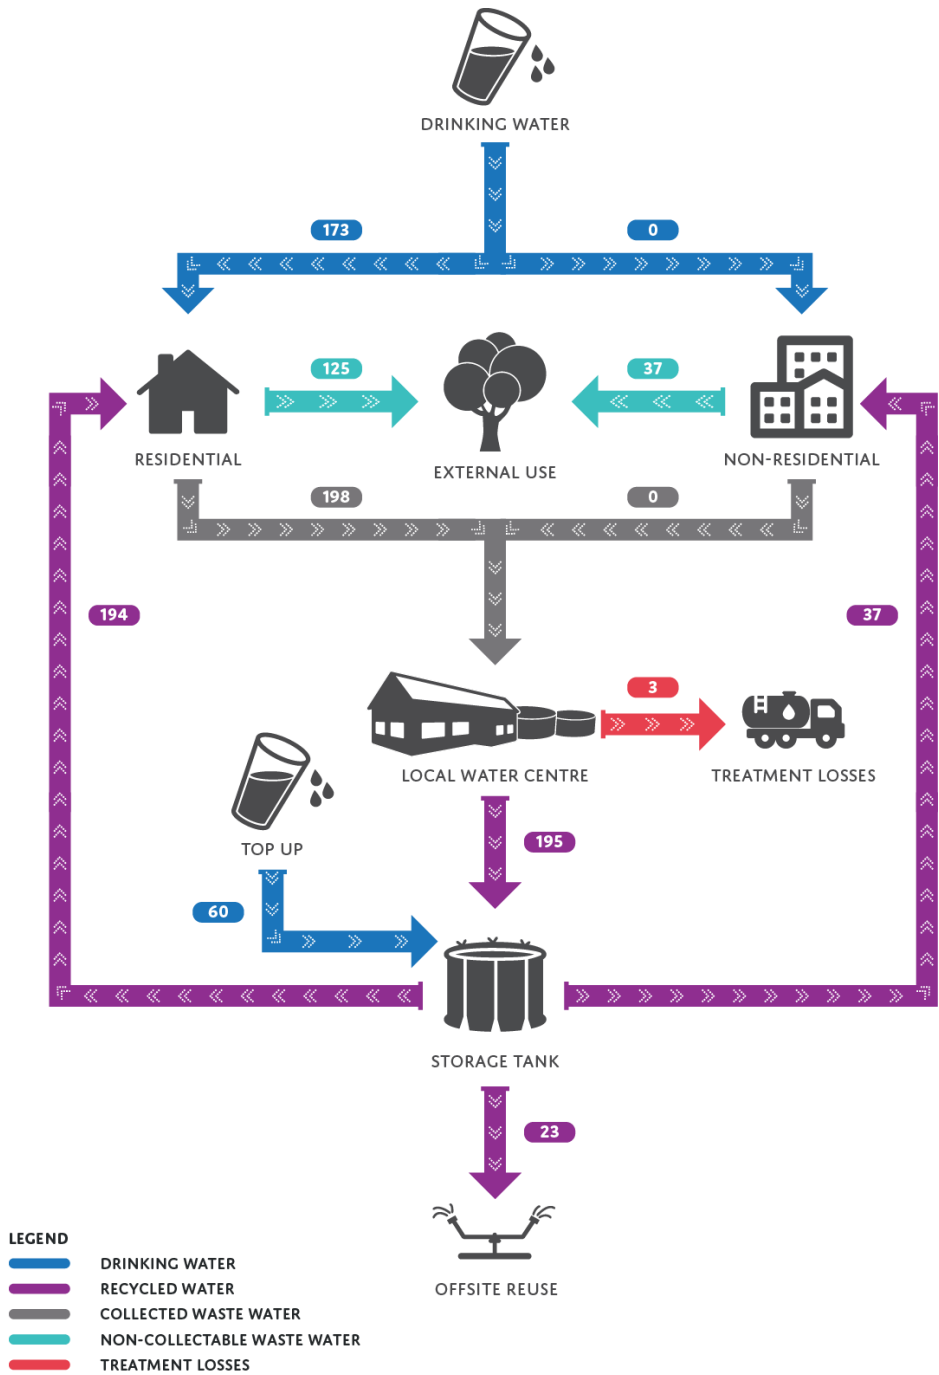 DRINKING WATER
173
0
125
37
RESIDENTIAL
EXTERNAL USE
NON-RESIDENTIAL
198
0
194
37
3
LOCAL WATER CENTRE
TREATMENT LOSSES
TOP UP
195
60
STORAGE TANK
23
OFFSITE REUSE
LEGEND
DRINKING WATER
RECYCLED WATER
COLLECTED WASTE WATER
NON-COLLECTABLE WASTE WATER
TREATMENT LOSSES